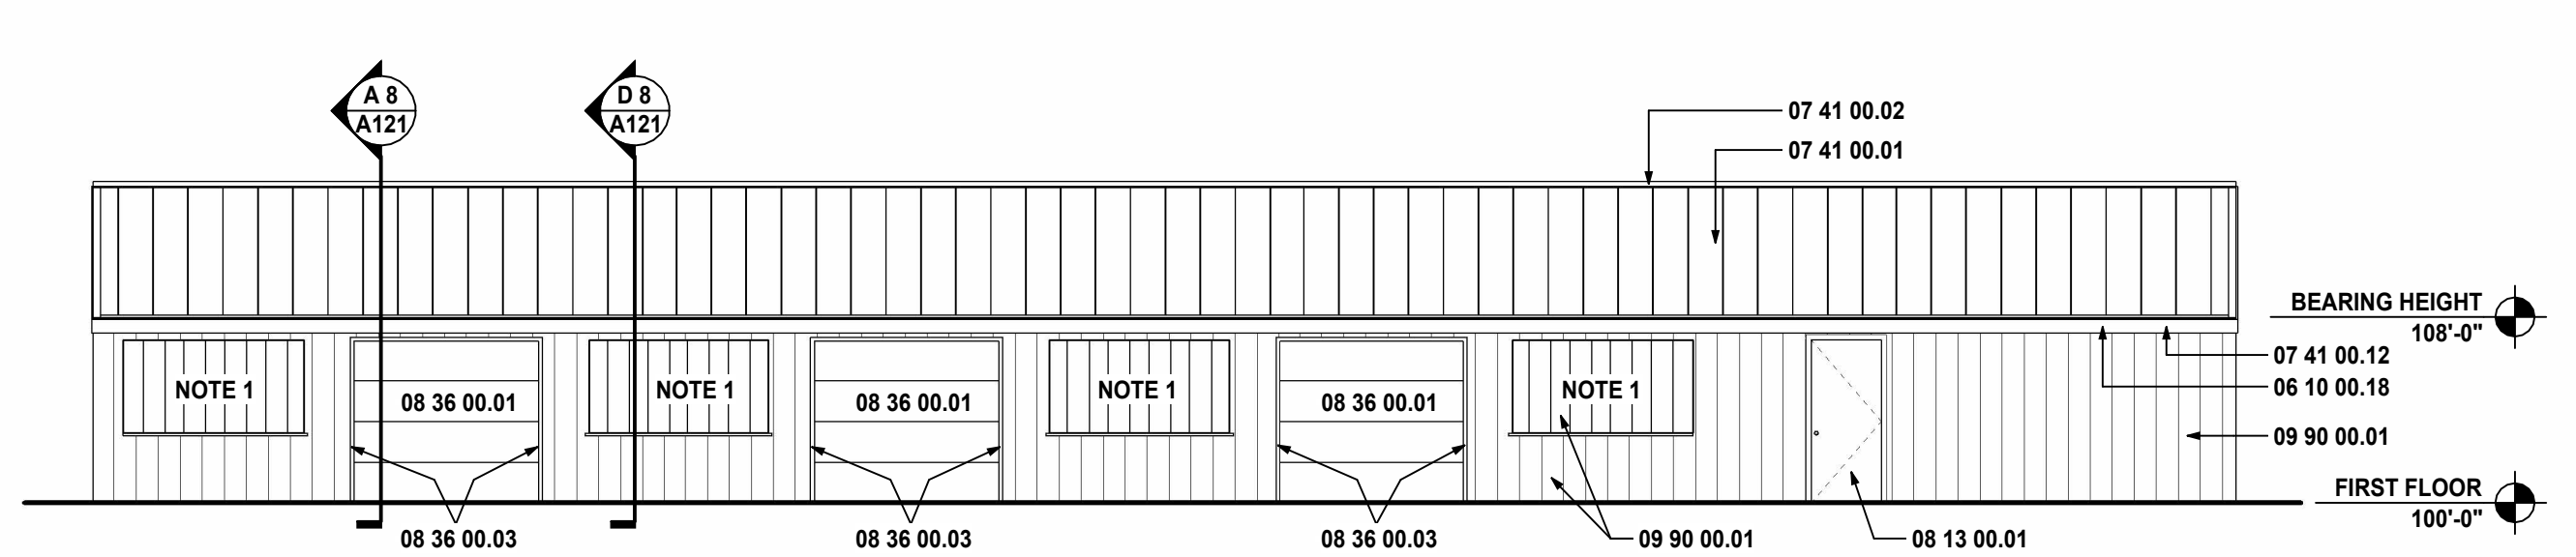 A 8
A121
D 8
A121
07 41 00.02
07 41 00.01
BEARING HEIGHT
108'-0"
07 41 00.12
06 10 00.18
NOTE 1
08 36 00.01
NOTE 1
08 36 00.01
NOTE 1
08 36 00.01
NOTE 1
09 90 00.01
FIRST FLOOR
100'-0"
08 36 00.03
08 36 00.03
08 36 00.03
09 90 00.01
08 13 00.01